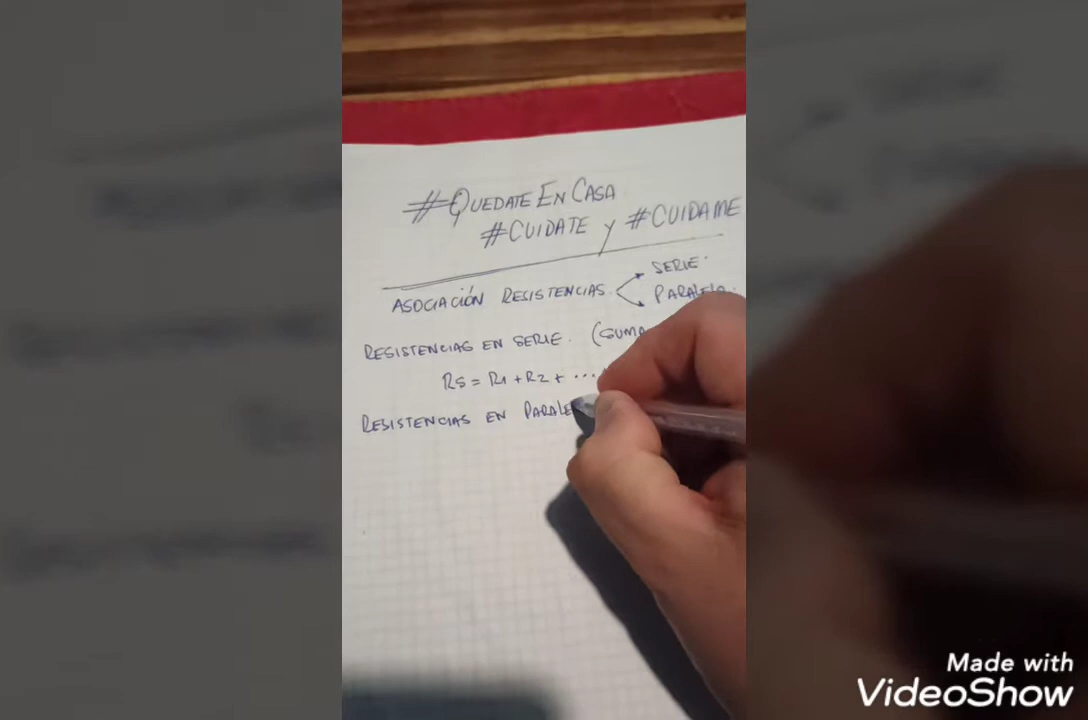 #QUEDATEENCASA
#CUIDATE Y #CUIDAME
ASOCIACIÓN RESISTENCIAS. SERIE.
PARALELO.
RESISTENCIAS EN SERIE. (SUMA
RS = R1 + R2 + ...
RESISTENCIAS EN PARALE
Made with
VideoShow